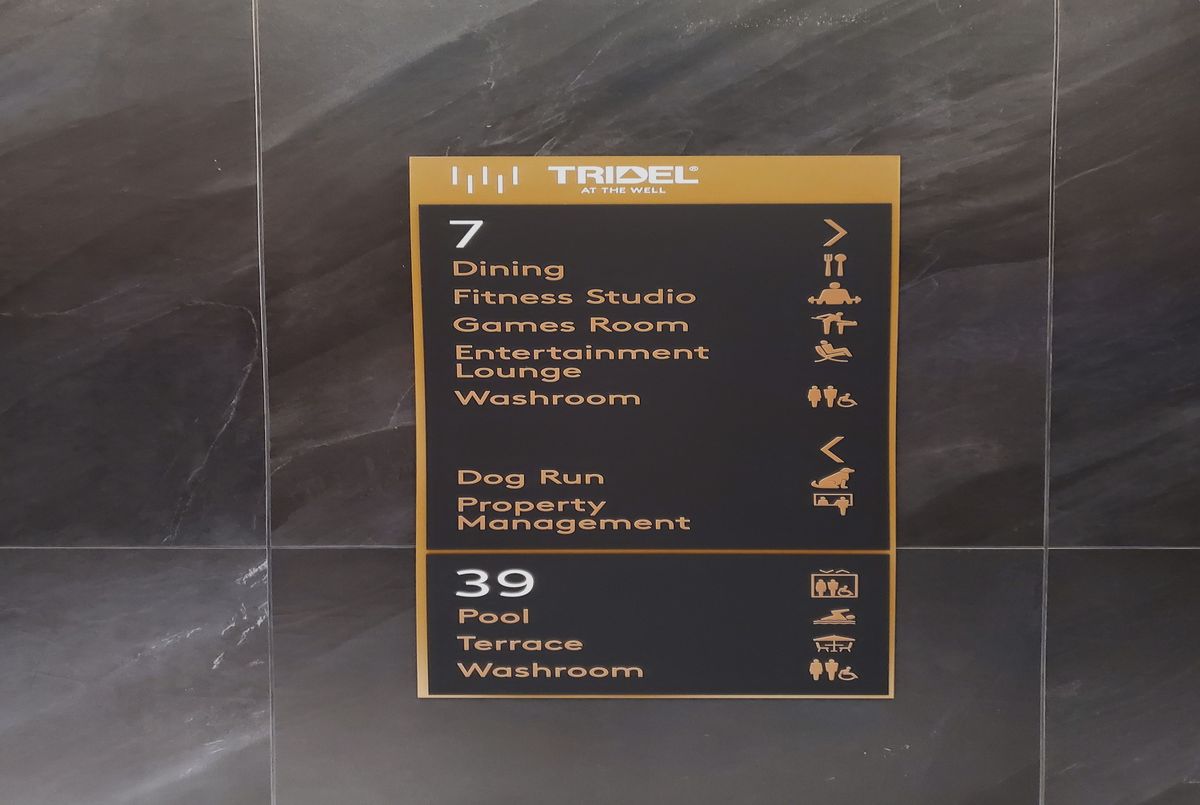 TRIDEL®
AT THE WELL
7
Dining
Fitness Studio
Games Room
Entertainment
Lounge
Washroom
Dog Run
Property
Management
39
Pool
Terrace
Washroom